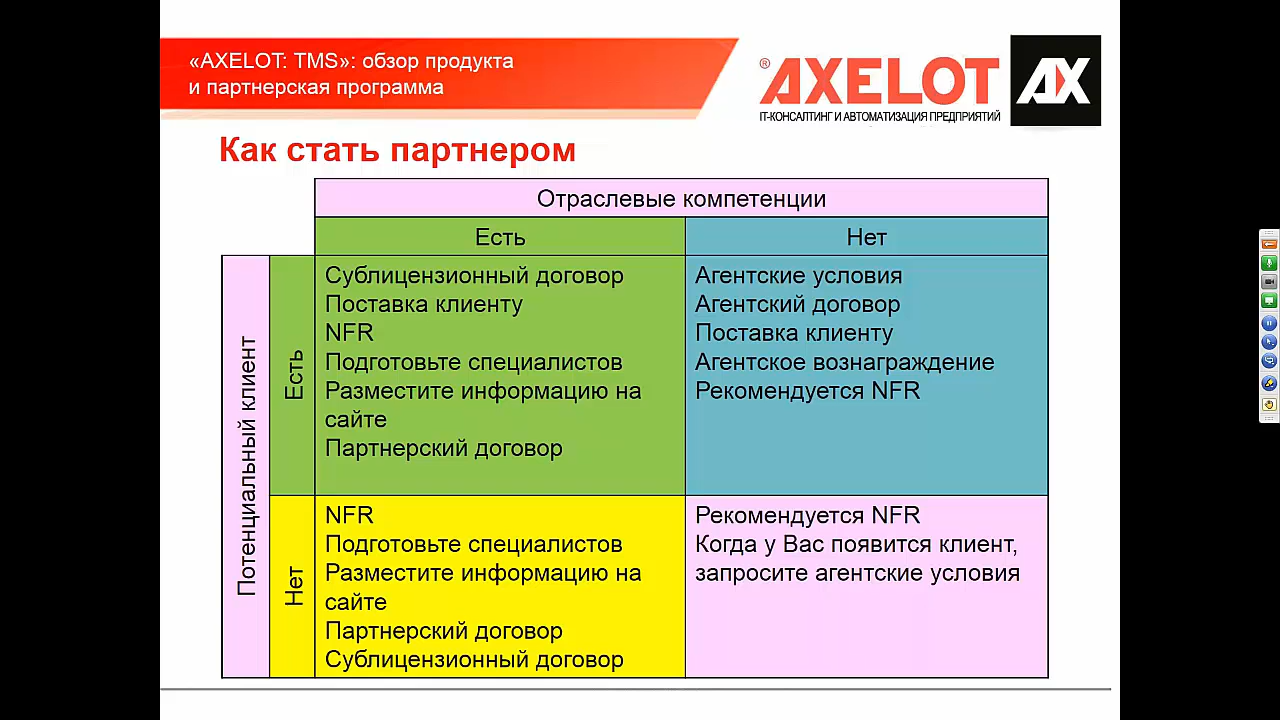 «AXELOT: TMS»: обзор продукта
и партнерская программа
® AXELOT AX
IT-КОНСАЛТИНГ И АВТОМАТИЗАЦИЯ ПРЕДПРИЯТИЙ
Как стать партнером
Отраслевые компетенции
Есть
Нет
Потенциальный клиент
Есть
Сублицензионный договор
Поставка клиенту
NFR
Подготовьте специалистов
Разместите информацию на
сайте
Партнерский договор
Агентские условия
Агентский договор
Поставка клиенту
Агентское вознаграждение
Рекомендуется NFR
Нет
NFR
Подготовьте специалистов
Разместите информацию на
сайте
Партнерский договор
Сублицензионный договор
Рекомендуется NFR
Когда у Вас появится клиент,
запросите агентские условия